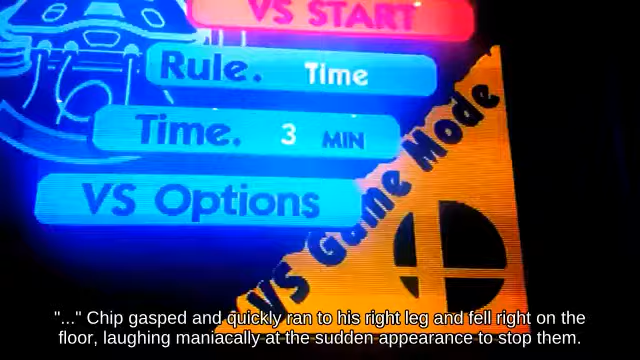 VS START
Rule. Time
Time. 3 MIN
VS Options
VS Game Mode
"..." Chip gasped and quickly ran to his right leg and fell right on the
floor, laughing maniacally at the sudden appearance to stop them.